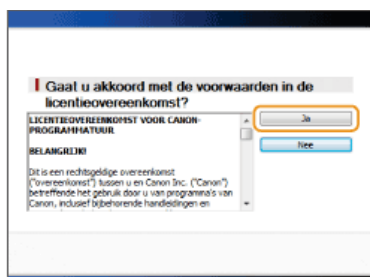 Gaat u akkoord met de voorwaarden in de
licentieovereenkomst?
LICENTIEOVEREENKOMST VOOR CANON-
PROGRAMMATUUR
Ja
BELANGRIJK!
Nee
Dit is een rechtsgeldige overeenkomst
("overeenkomst") tussen u en Canon Inc. ("Canon")
betreffende het gebruik door u van programma's van
Canon, inclusief bijbehorende handleidingen en